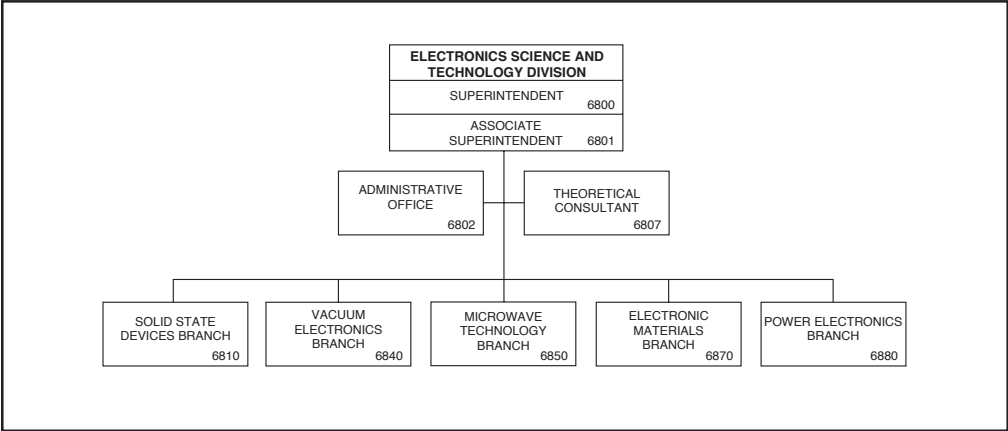 ELECTRONICS SCIENCE AND
TECHNOLOGY DIVISION
SUPERINTENDENT
6800
ASSOCIATE
SUPERINTENDENT 6801
ADMINISTRATIVE
OFFICE
6802
THEORETICAL
CONSULTANT
6807
SOLID STATE
DEVICES BRANCH
6810
VACUUM
ELECTRONICS
BRANCH
6840
MICROWAVE
TECHNOLOGY
BRANCH
6850
ELECTRONIC
MATERIALS
BRANCH
6870
POWER ELECTRONICS
BRANCH
6880